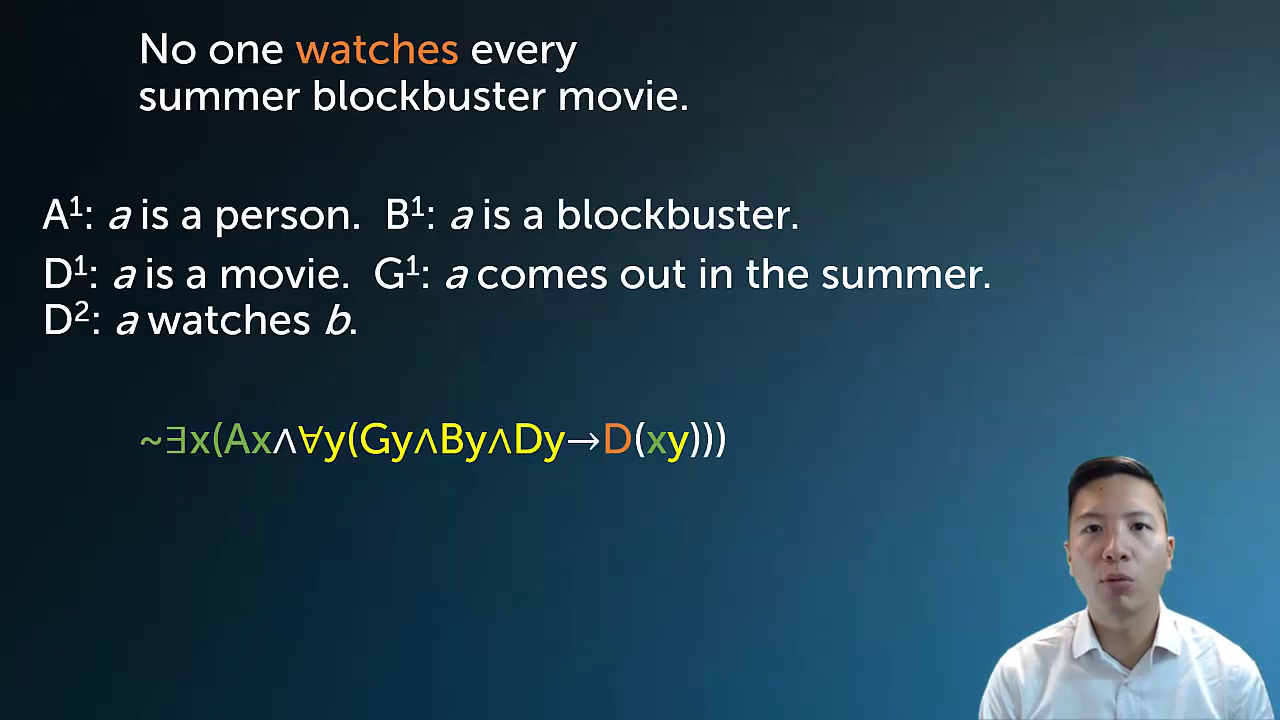 No one watches every
summer blockbuster movie.
A¹: a is a person. B¹: a is a blockbuster.
D¹: a is a movie. G¹: a comes out in the summer.
D²: a watches b.
~∃x(Ax∧∀y(Gy∧By∧Dy→D(xy)))